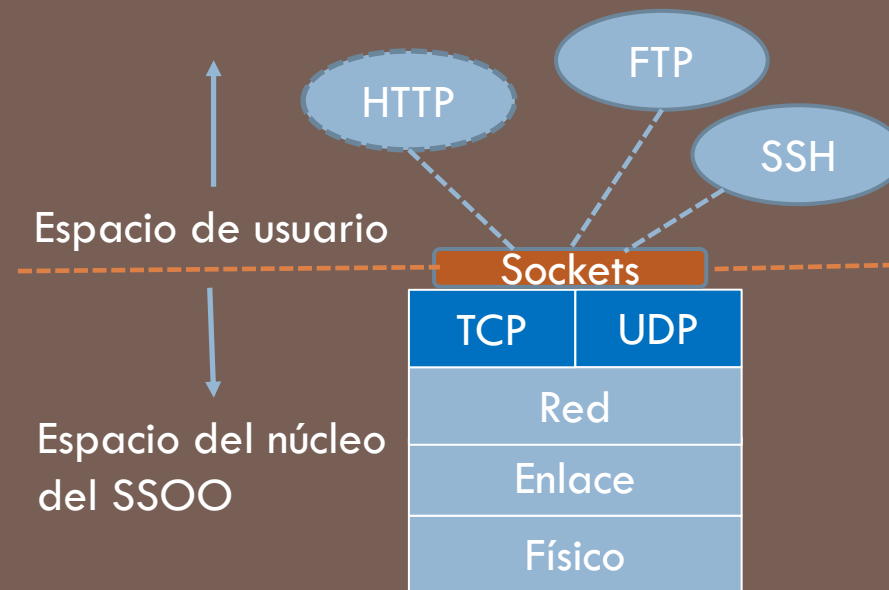 FTP
HTTP
SSH
Espacio de usuario
Sockets
TCP
UDP
Red
Espacio del núcleo
del SSOO
Enlace
Físico